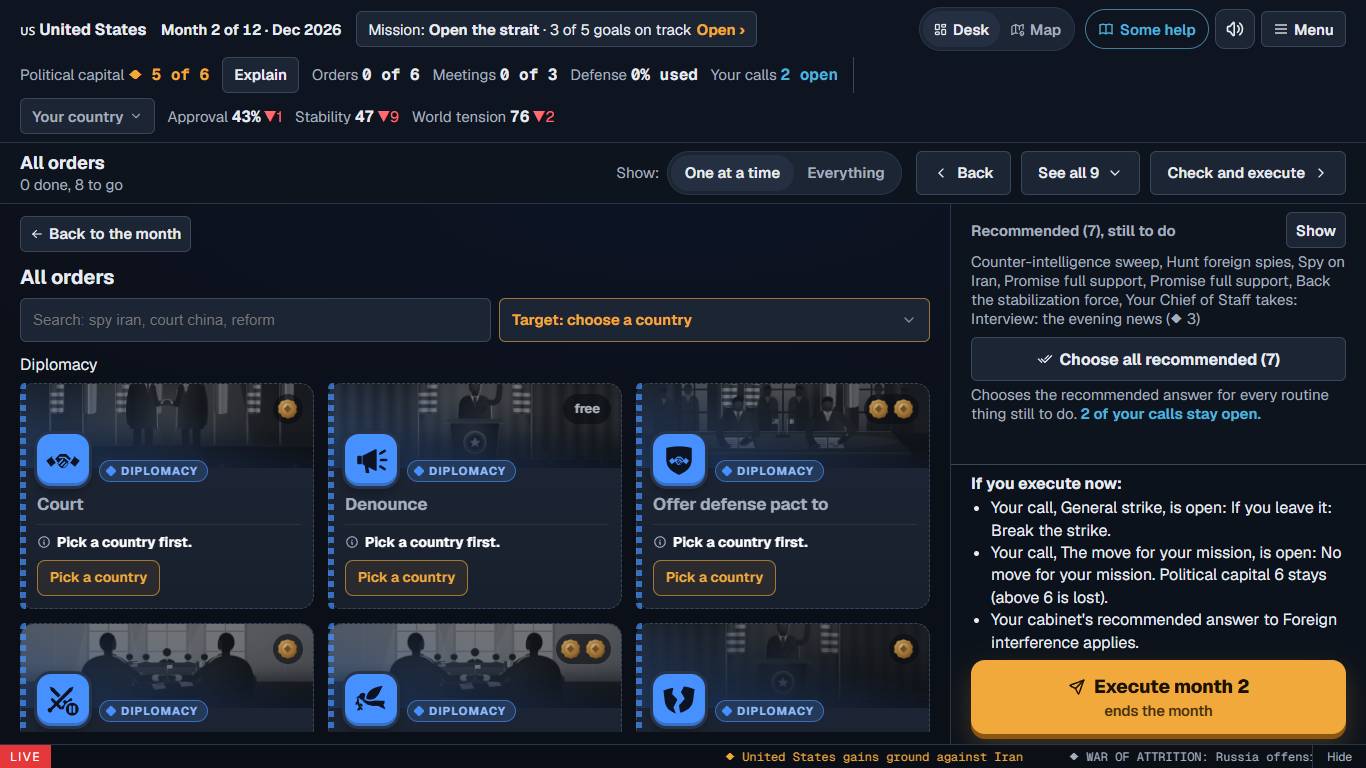 US United States Month 2 of 12 · Dec 2026 Mission: Open the strait · 3 of 5 goals on track Open › Desk Map Some help Menu
Political capital 5 of 6 Explain Orders 0 of 6 Meetings 0 of 3 Defense 0% used Your calls 2 open
Your country Approval 43% ▼1 Stability 47 ▼9 World tension 76 ▼2
All orders
0 done, 8 to go
Show: One at a time Everything Back See all 9 Check and execute
← Back to the month
All orders
Search: spy iran, court china, reform
Target: choose a country
Diplomacy
DIPLOMACY
Court
Pick a country first.
Pick a country
free
DIPLOMACY
Denounce
Pick a country first.
Pick a country
DIPLOMACY
Offer defense pact to
Pick a country first.
Pick a country
DIPLOMACY
DIPLOMACY
DIPLOMACY
Recommended (7), still to do Show
Counter-intelligence sweep, Hunt foreign spies, Spy on
Iran, Promise full support, Promise full support, Back
the stabilization force, Your Chief of Staff takes:
Interview: the evening news (◆ 3)
Choose all recommended (7)
Chooses the recommended answer for every routine
thing still to do. 2 of your calls stay open.
If you execute now:
• Your call, General strike, is open: If you leave it:
Break the strike.
• Your call, The move for your mission, is open: No
move for your mission. Political capital 6 stays
(above 6 is lost).
• Your cabinet's recommended answer to Foreign
interference applies.
Execute month 2
ends the month
LIVE ◆ United States gains ground against Iran ◆ WAR OF ATTRITION: Russia offens Hide